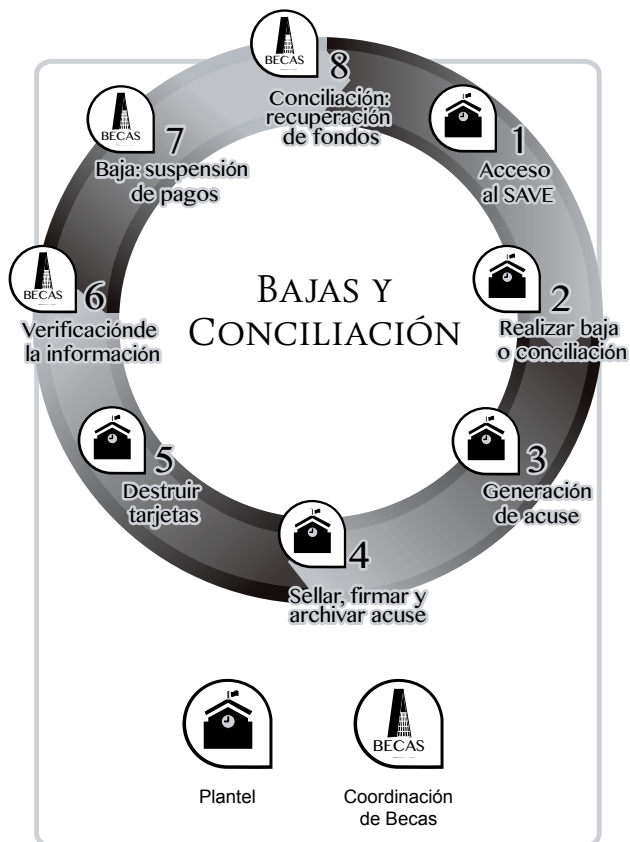 BECAS
8
Conciliación:
recuperación
de fondos
1
Acceso
al SAVE
2
Realizar baja
o conciliación
3
Generación
de acuse
4
Sellar, firmar y
archivar acuse
5
Destruir
tarjetas
BECAS
6
Verificaciónde
la información
BECAS
7
Baja: suspensión
de pagos
BAJAS Y
CONCILIACIÓN
Plantel
BECAS
Coordinación
de Becas